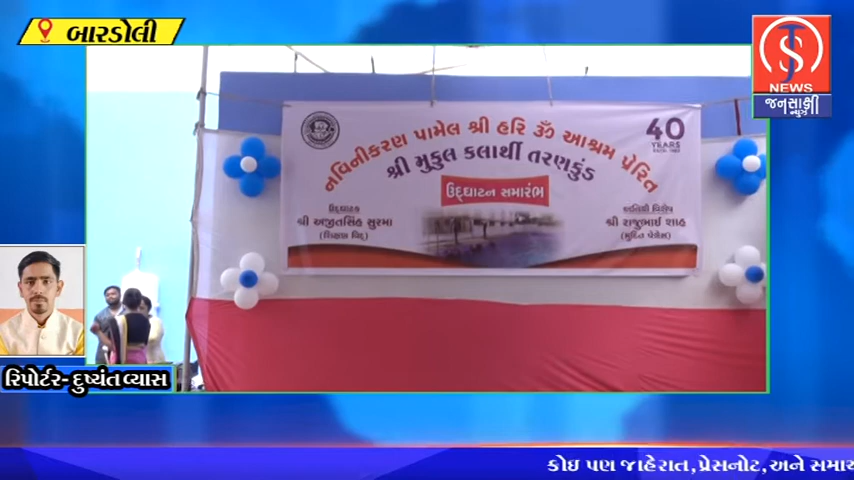 બારડોલી
NEWS
જનસાક્ષી
ન્યુઝ
નવિનીકરણ પામેલ શ્રી હરિ ૐ આશ્રમ પ્રેરિત
શ્રી મુકુલ કલાર્થી તરણકુંડ
40
YEARS
ઉદ્‌ઘાટન સમારંભ
ઉદ્‌ઘાટક
શ્રી અજીતસિંહ સુરમા
(શિક્ષણ વિદ્)
અતિથી વિશેષ
શ્રી રાજુભાઈ શાહ
રિપોર્ટર- દુષ્યંત વ્યાસ
કોઇ પણ જાહેરાત,પ્રેસનોટ,અને સમાચ